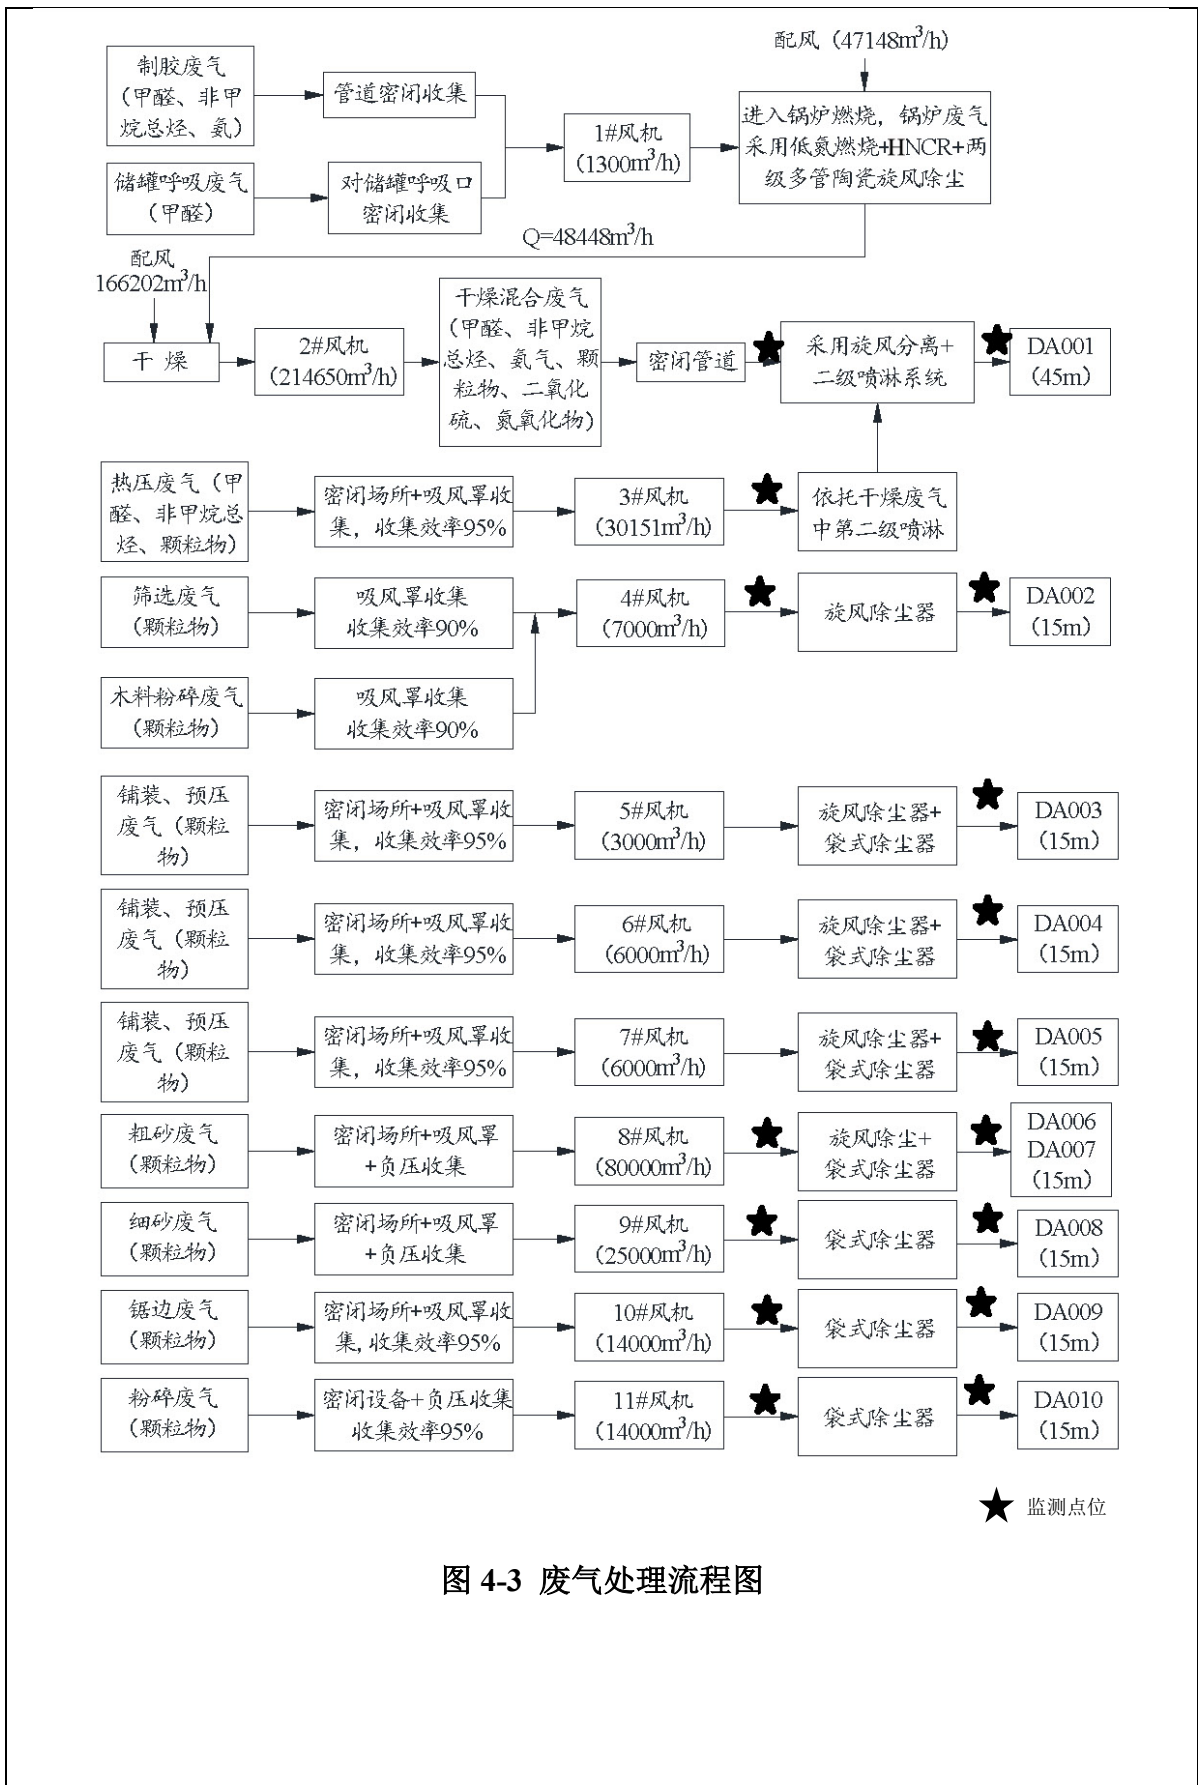 配风（47148m³/h）
制胶废气
（甲醛、非甲
烷总烃、氨）
管道密闭收集
1#风机
（1300m³/h）
进入锅炉燃烧，锅炉废气
采用低氮燃烧+HNCR+两
级多管陶瓷旋风除尘
储罐呼吸废气
（甲醛）
对储罐呼吸口
密闭收集
Q=48448m³/h
配风
166202m³/h
干燥
2#风机
（214650m³/h）
干燥混合废气
（甲醛、非甲烷
总烃、氨气、颗
粒物、二氧化
硫、氮氧化物）
密闭管道
采用旋风分离+
二级喷淋系统
DA001
（45m）
热压废气（甲
醛、非甲烷总
烃、颗粒物）
密闭场所+吸风罩收
集，收集效率95%
3#风机
（30151m³/h）
依托干燥废气
中第二级喷淋
筛选废气
（颗粒物）
吸风罩收集
收集效率90%
4#风机
（7000m³/h）
旋风除尘器
DA002
（15m）
木料粉碎废气
（颗粒物）
吸风罩收集
收集效率90%
铺装、预压
废气（颗粒
物）
密闭场所+吸风罩收
集，收集效率95%
5#风机
（3000m³/h）
旋风除尘器+
袋式除尘器
DA003
（15m）
铺装、预压
废气（颗粒
物）
密闭场所+吸风罩收
集，收集效率95%
6#风机
（6000m³/h）
旋风除尘器+
袋式除尘器
DA004
（15m）
铺装、预压
废气（颗粒
物）
密闭场所+吸风罩收
集，收集效率95%
7#风机
（6000m³/h）
旋风除尘器+
袋式除尘器
DA005
（15m）
粗砂废气
（颗粒物）
密闭场所+吸风罩
+负压收集
8#风机
（80000m³/h）
旋风除尘+
袋式除尘器
DA006
DA007
（15m）
细砂废气
（颗粒物）
密闭场所+吸风罩
+负压收集
9#风机
（25000m³/h）
袋式除尘器
DA008
（15m）
锯边废气
（颗粒物）
密闭场所+吸风罩收
集,收集效率95%
10#风机
（14000m³/h）
袋式除尘器
DA009
（15m）
粉碎废气
（颗粒物）
密闭设备+负压收集
收集效率95%
11#风机
（14000m³/h）
袋式除尘器
DA010
（15m）
监测点位
图 4-3 废气处理流程图